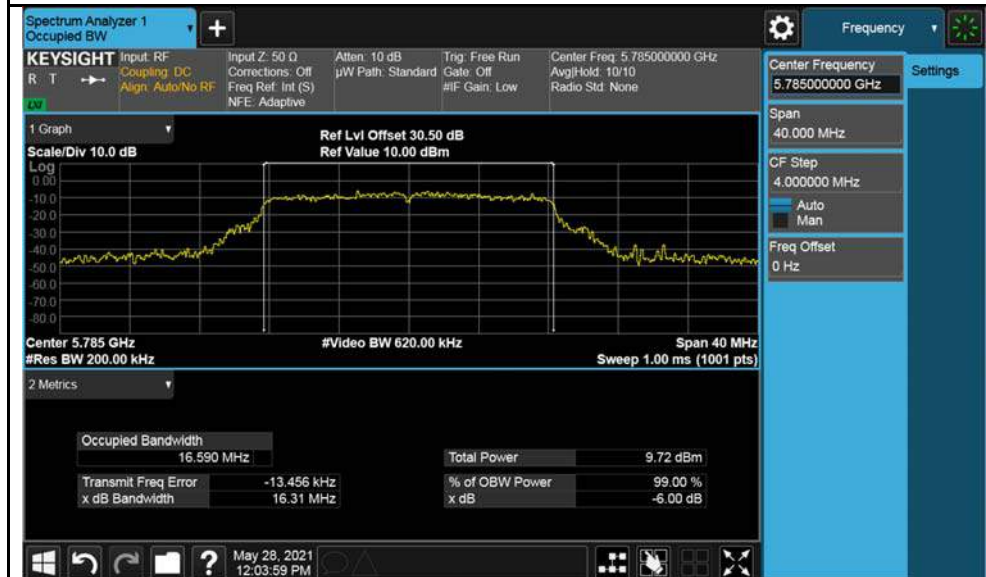 Spectrum Analyzer 1
Occupied BW
+
Frequency
KEYSIGHT
R T
LXI
Input: RF
Coupling: DC
Align: Auto/No RF
Input Z: 50 Ω
Corrections: Off
Freq Ref: Int (S)
NFE: Adaptive
Atten: 10 dB
µW Path: Standard
Trig: Free Run
Gate: Off
#IF Gain: Low
Center Freq: 5.785000000 GHz
Avg|Hold: 10/10
Radio Std: None
Center Frequency
5.785000000 GHz
Settings
Span
40.000 MHz
CF Step
4.000000 MHz
Auto
Man
Freq Offset
0 Hz
1 Graph
Scale/Div 10.0 dB
Ref Lvl Offset 30.50 dB
Ref Value 10.00 dBm
Log
0.00
-10.0
-20.0
-30.0
-40.0
-50.0
-60.0
-70.0
-80.0
Center 5.785 GHz
#Video BW 620.00 kHz
Span 40 MHz
#Res BW 200.00 kHz
Sweep 1.00 ms (1001 pts)
2 Metrics
Occupied Bandwidth
16.590 MHz
Total Power 9.72 dBm
Transmit Freq Error -13.456 kHz
% of OBW Power 99.00 %
x dB Bandwidth 16.31 MHz
x dB -6.00 dB
?
May 28, 2021
12:03:59 PM